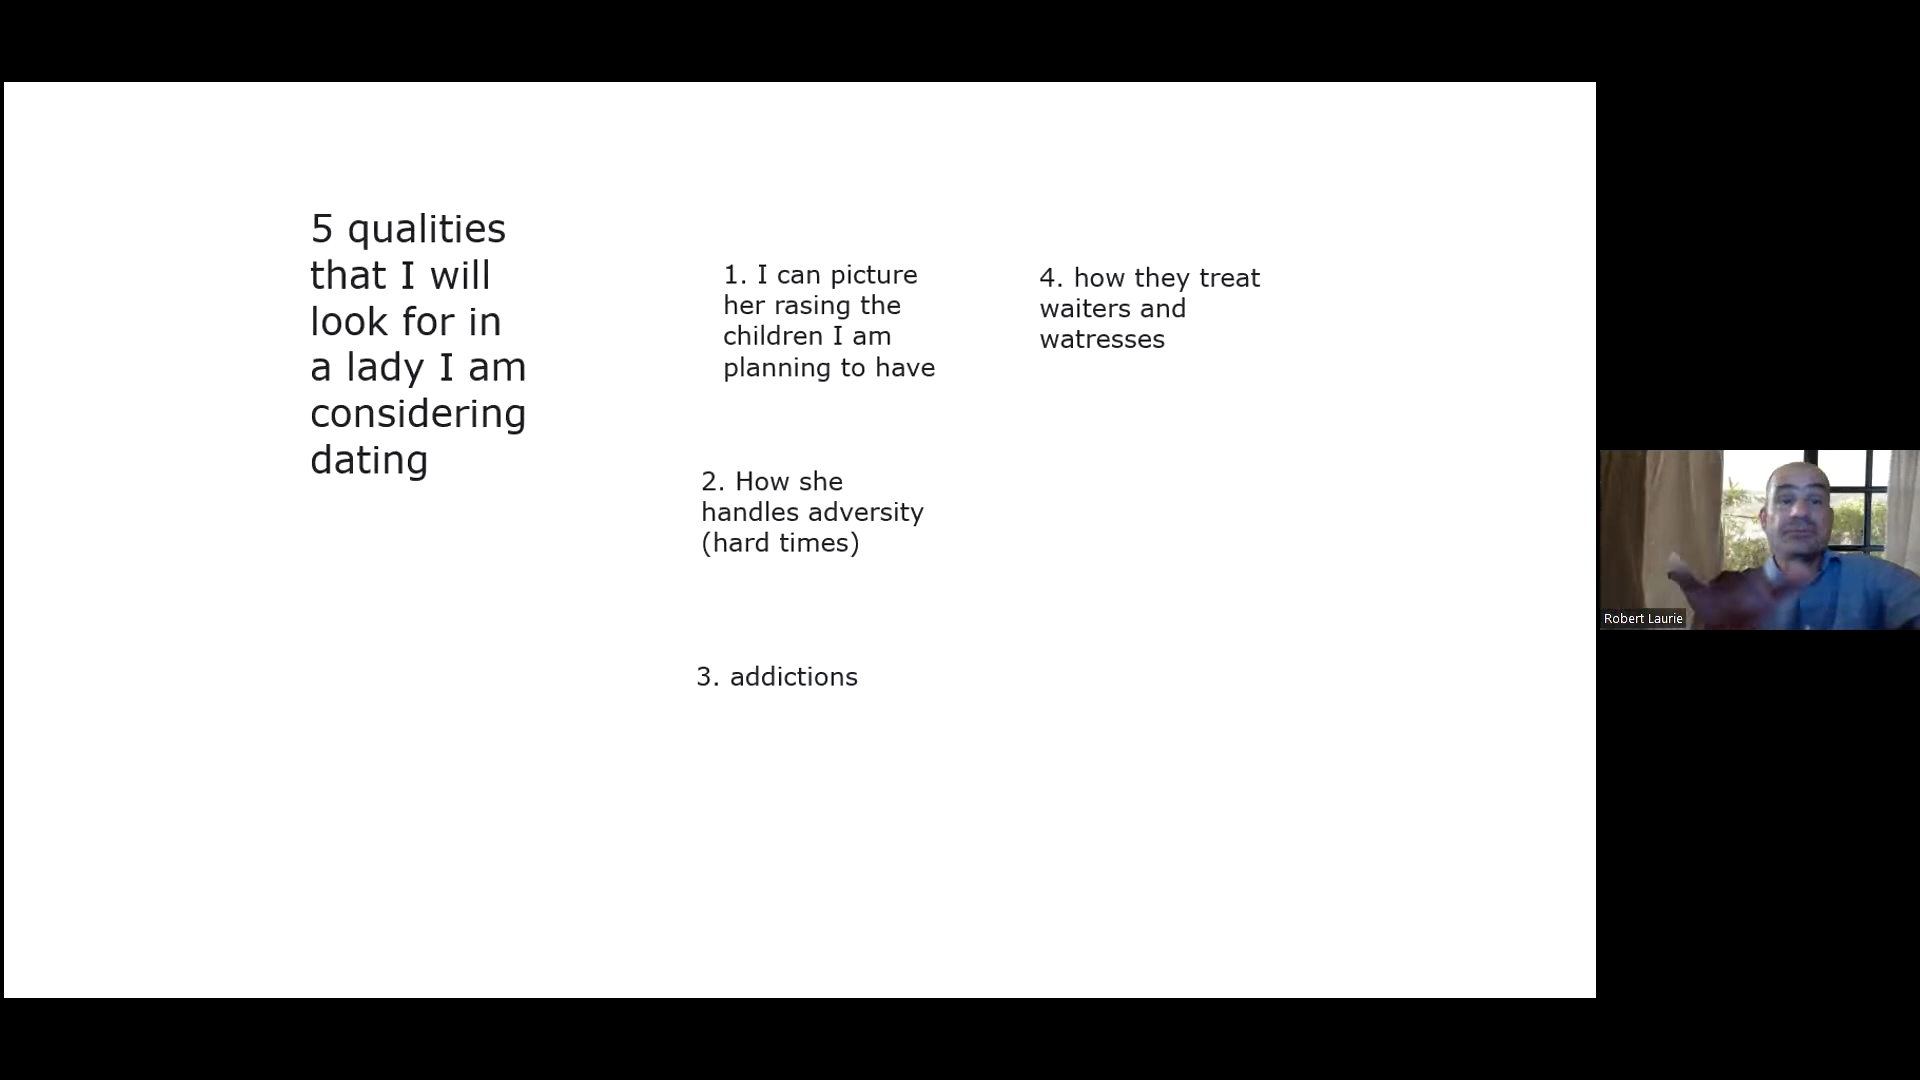 5 qualities
that I will
look for in
a lady I am
considering
dating
1. I can picture
her rasing the
children I am
planning to have
2. How she
handles adversity
(hard times)
3. addictions
4. how they treat
waiters and
watresses
Robert Laurie